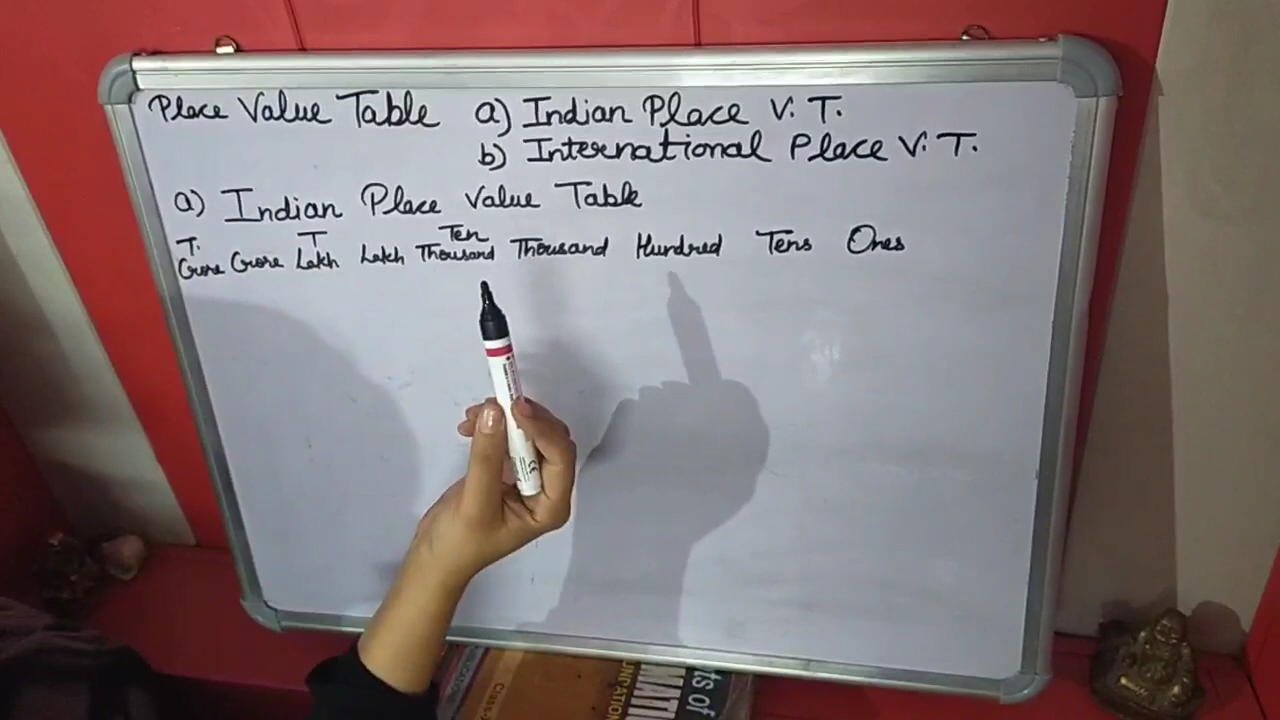 Place Value Table a) Indian Place V. T.
b) International Place V. T.
a) Indian Place Value Table
T. Crore Crore T Lakh Lakh Ten Thousand Thousand Hundred Tens Ones
Class-